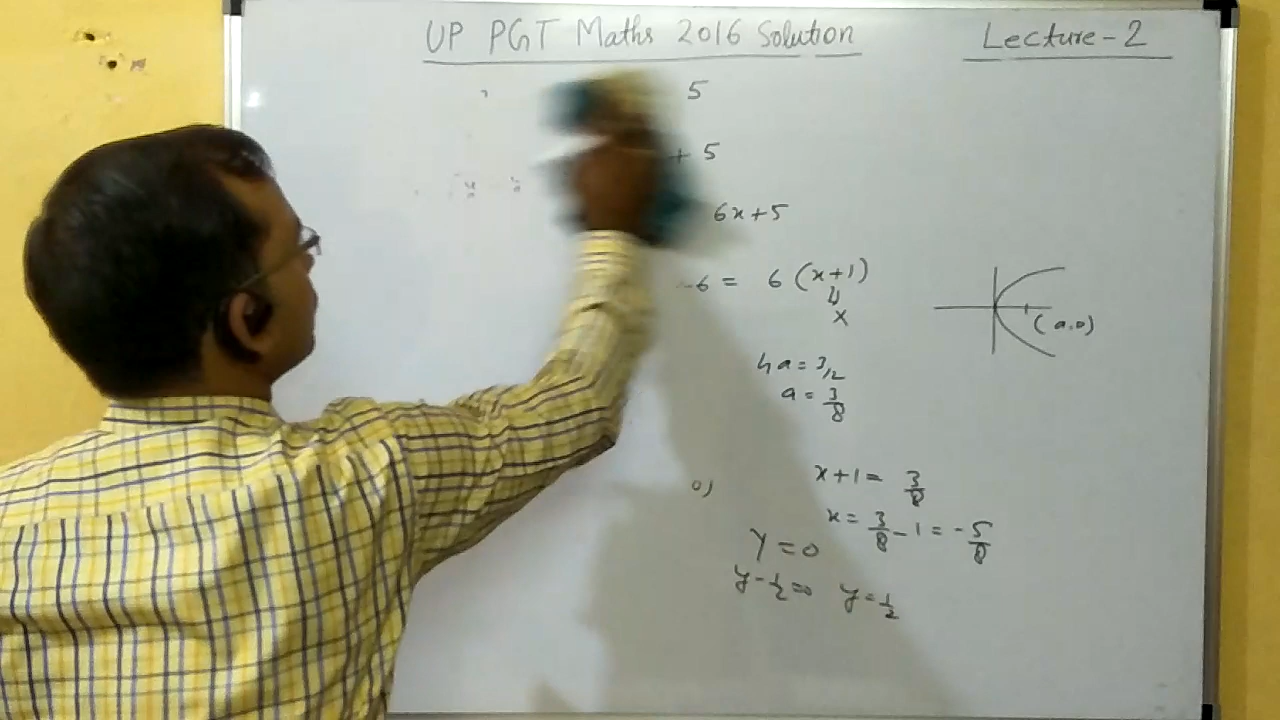 UP PGT Maths 2016 Solution
Lecture-2
5
+ 5
6x+5
-6 = 6 (x+1)
x
(a,0)
4a = 3/2
a = 3/8
0)
x+1 = 3/8
x = 3/8 - 1 = -5/8
Y = 0
y - 1/2 = 0 y = 1/2